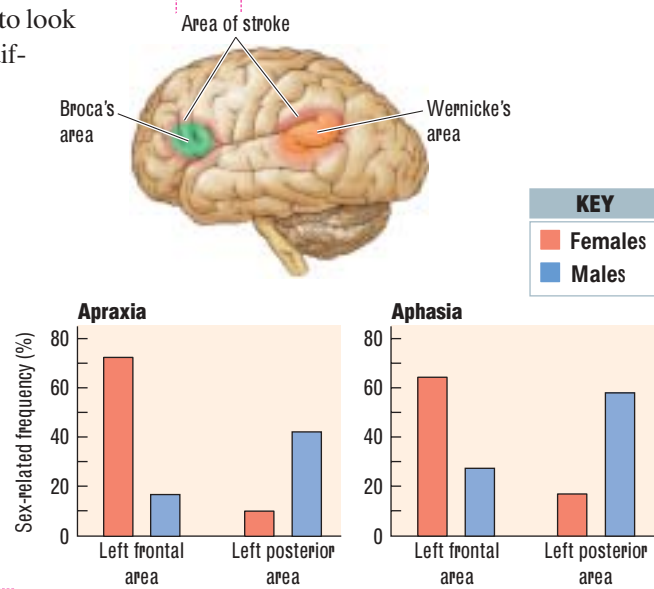 to look
if-
Area of stroke
Broca's
area
Wernicke's
area
KEY
Females
Males
Apraxia
Sex-related frequency (%)
80
60
40
20
0
Left frontal
area
Left posterior
area
Aphasia
80
60
40
20
0
Left frontal
area
Left posterior
area